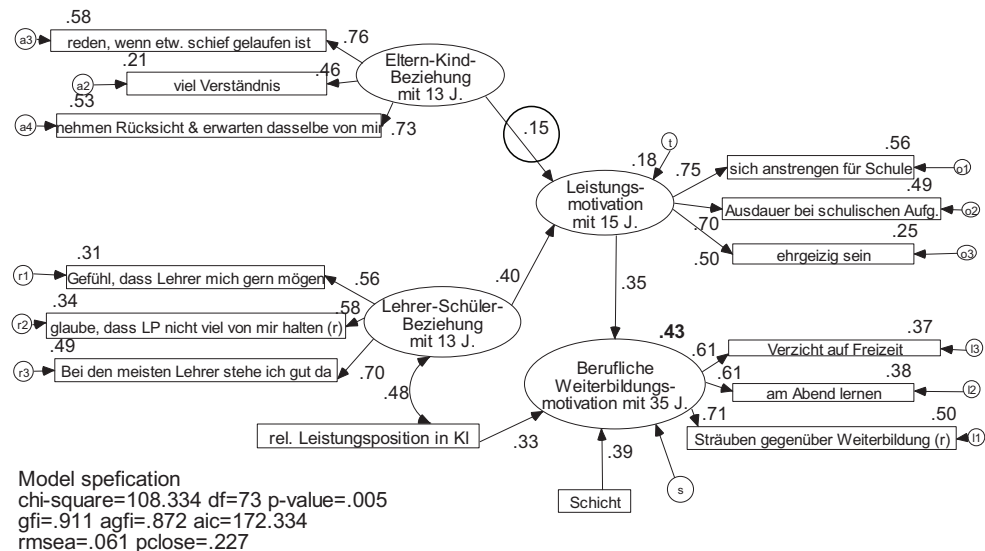 .58
a3
reden, wenn etw. schief gelaufen ist
.76
.21
a2
viel Verständnis
.46
.53
a4
nehmen Rücksicht & erwarten dasselbe von mir
.73
Eltern-Kind-
Beziehung
mit 13 J.
.15
t
.18
Leistungs-
motivation
mit 15 J.
.75
.56
sich anstrengen für Schule
o1
.49
Ausdauer bei schulischen Aufg.
o2
.70
.25
ehrgeizig sein
o3
.50
.31
r1
Gefühl, dass Lehrer mich gern mögen
.56
.34
r2
glaube, dass LP nicht viel von mir halten (r)
.58
.49
r3
Bei den meisten Lehrer stehe ich gut da
.70
Lehrer-Schüler-
Beziehung
mit 13 J.
.40
.35
.48
rel. Leistungsposition in Kl
.33
.43
Berufliche
Weiterbildungs-
motivation mit 35 J.
.61
.37
Verzicht auf Freizeit
l3
.61
.38
am Abend lernen
l2
.71
.50
Sträuben gegenüber Weiterbildung (r)
l1
.39
Schicht
s
Model spefication
chi-square=108.334 df=73 p-value=.005
gfi=.911 agfi=.872 aic=172.334
rmsea=.061 pclose=.227